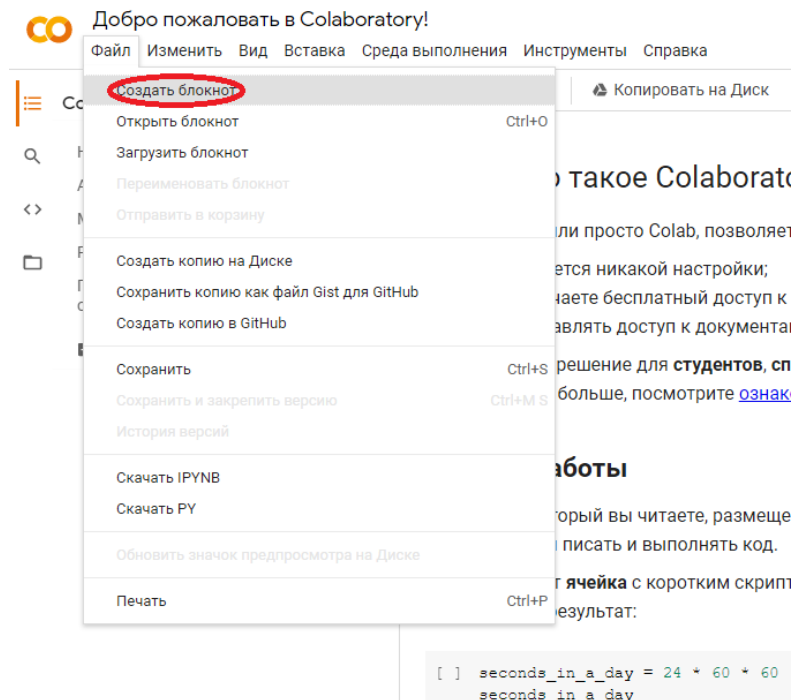 Добро пожаловать в Colaboratory!
Файл Изменить Вид Вставка Среда выполнения Инструменты Справка
Создать блокнот
Копировать на Диск
Открыть блокнот Ctrl+O
Загрузить блокнот
Переименовать блокнот
Отправить в корзину
Создать копию на Диске
Сохранить копию как файл Gist для GitHub
Создать копию в GitHub
Сохранить Ctrl+S
Сохранить и закрепить версию Ctrl+M S
История версий
Скачать IPYNB
Скачать PY
Обновить значок предпросмотра на Диске
Печать Ctrl+P
такое Colaborato
ли просто Colab, позволяет
ется никакой настройки;
чаете бесплатный доступ к
авлять доступ к документа
решение для студентов, сп
больше, посмотрите ознак
аботы
орый вы читаете, размеще
писать и выполнять код.
т ячейка с коротким скрипт
результат:
[ ] seconds_in_a_day = 24 * 60 * 60
seconds_in_a_day